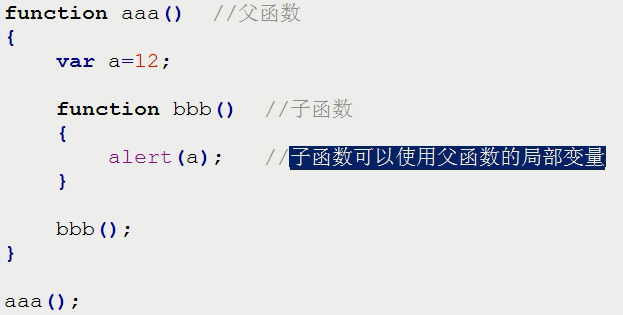 function aaa()  //父函数
{
    var a=12;
    function bbb()  //子函数
    {
        alert(a);   //子函数可以使用父函数的局部变量
    }
    bbb();
}
aaa();